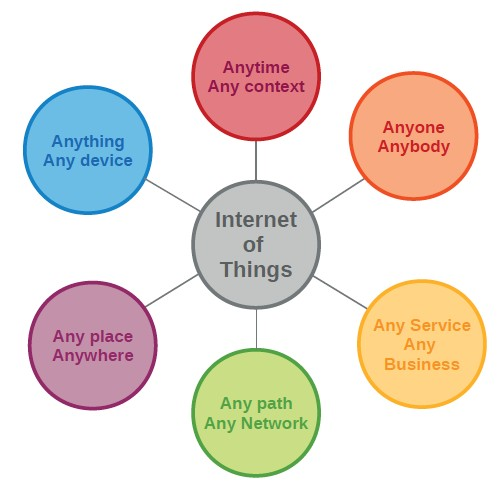 Anytime
Any context
Anything
Any device
Anyone
Anybody
Internet
of
Things
Any place
Anywhere
Any Service
Any
Business
Any path
Any Network